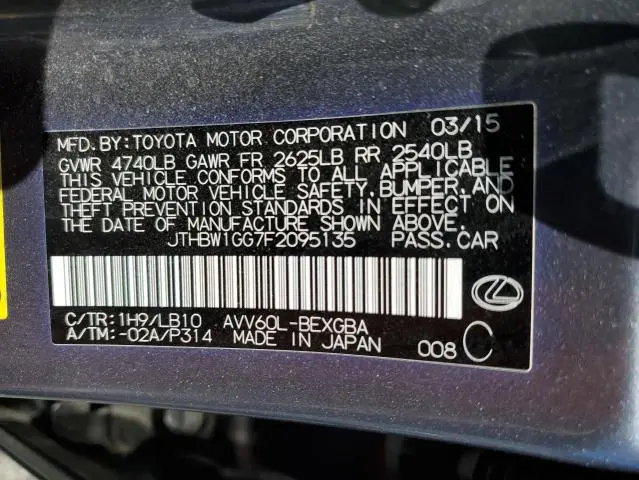 MFD. BY: TOYOTA MOTOR CORPORATION 03/15
GVWR 4740LB GAWR FR 2625LB RR 2540LB
THIS VEHICLE CONFORMS TO ALL APPLICABLE
FEDERAL MOTOR VEHICLE SAFETY, BUMPER, AND
THEFT PREVENTION STANDARDS IN EFFECT ON
THE DATE OF MANUFACTURE SHOWN ABOVE.
JTHBW1GG7F2095135 PASS. CAR
C/TR: 1H9/LB10 AVV60L-BEXGBA
A/TM: -02A/P314 MADE IN JAPAN 008 C